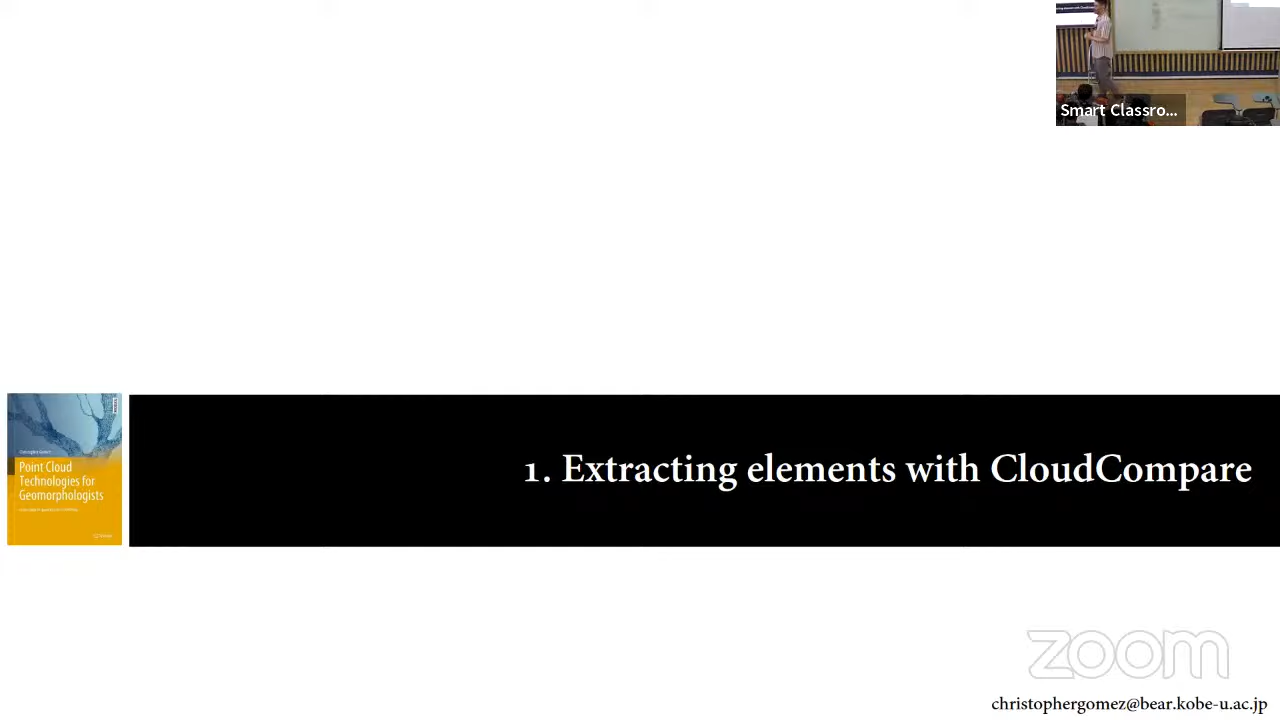 Smart Classro...
Point Cloud
Technologies for
Geomorphologists
1. Extracting elements with CloudCompare
zoom
christophergomez@bear.kobe-u.ac.jp